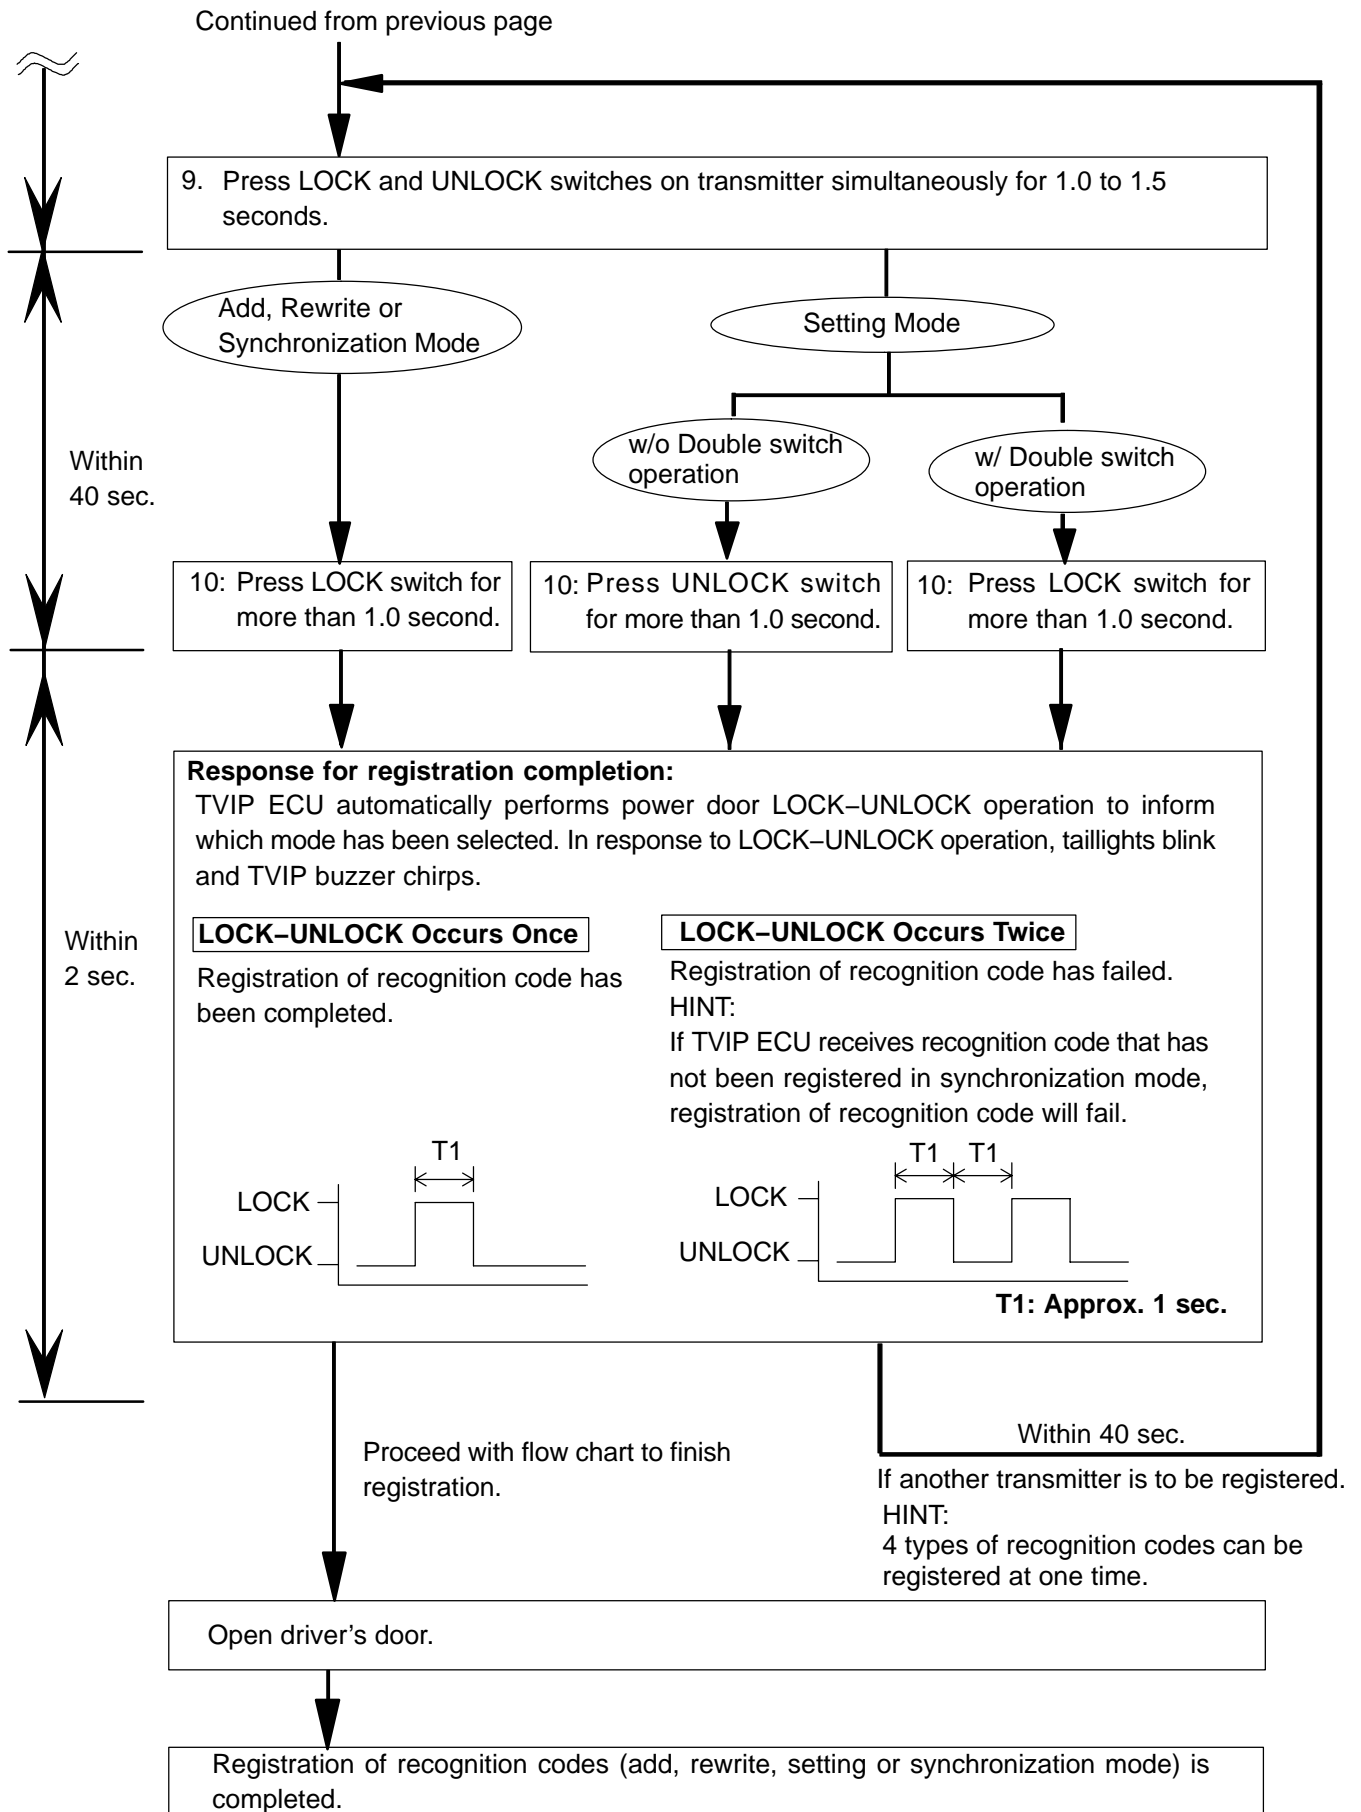 Continued from previous page
9. Press LOCK and UNLOCK switches on transmitter simultaneously for 1.0 to 1.5
seconds.
Add, Rewrite or
Synchronization Mode
Setting Mode
w/o Double switch
operation
w/ Double switch
operation
Within
40 sec.
10: Press LOCK switch for
more than 1.0 second.
10: Press UNLOCK switch
for more than 1.0 second.
10: Press LOCK switch for
more than 1.0 second.
Response for registration completion:
TVIP ECU automatically performs power door LOCK–UNLOCK operation to inform
which mode has been selected. In response to LOCK–UNLOCK operation, taillights blink
and TVIP buzzer chirps.
Within
2 sec.
LOCK–UNLOCK Occurs Once
Registration of recognition code has
been completed.
T1
LOCK
UNLOCK
LOCK–UNLOCK Occurs Twice
Registration of recognition code has failed.
HINT:
If TVIP ECU receives recognition code that has
not been registered in synchronization mode,
registration of recognition code will fail.
T1 T1
LOCK
UNLOCK
T1: Approx. 1 sec.
Proceed with flow chart to finish
registration.
Within 40 sec.
If another transmitter is to be registered.
HINT:
4 types of recognition codes can be
registered at one time.
Open driver's door.
Registration of recognition codes (add, rewrite, setting or synchronization mode) is
completed.